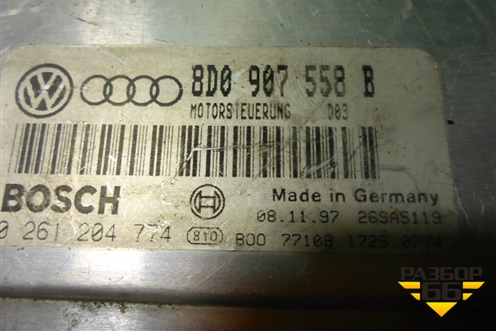 8D0 907 558 B
MOTORSTEUERUNG D03
BOSCH
Made in Germany
08.11.97 26SA5119
0 261 204 774 810 B00 77108 1725 0774
РАЗБОР
66